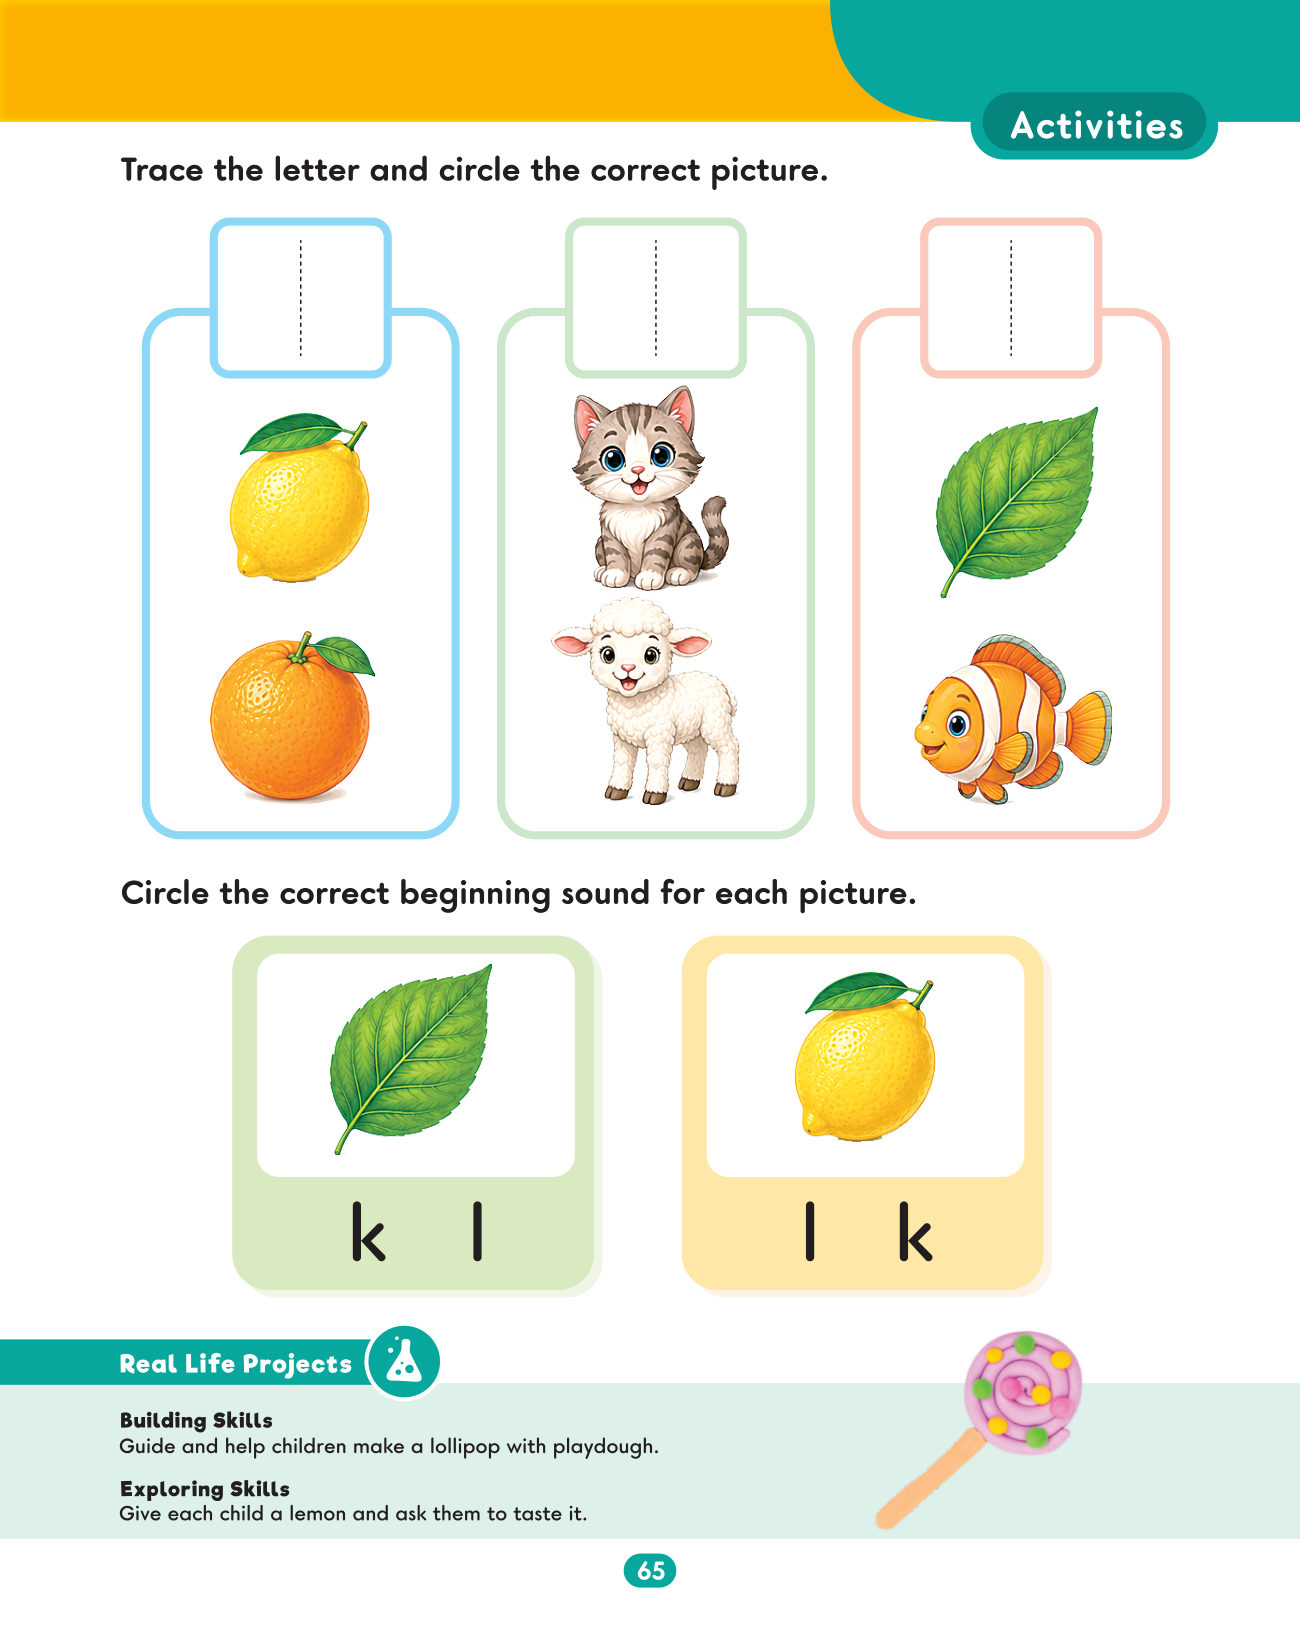 Activities
Trace the letter and circle the correct picture.
l l l
Circle the correct beginning sound for each picture.
k l l k
Real Life Projects
Building Skills
Guide and help children make a lollipop with playdough.
Exploring Skills
Give each child a lemon and ask them to taste it.
65